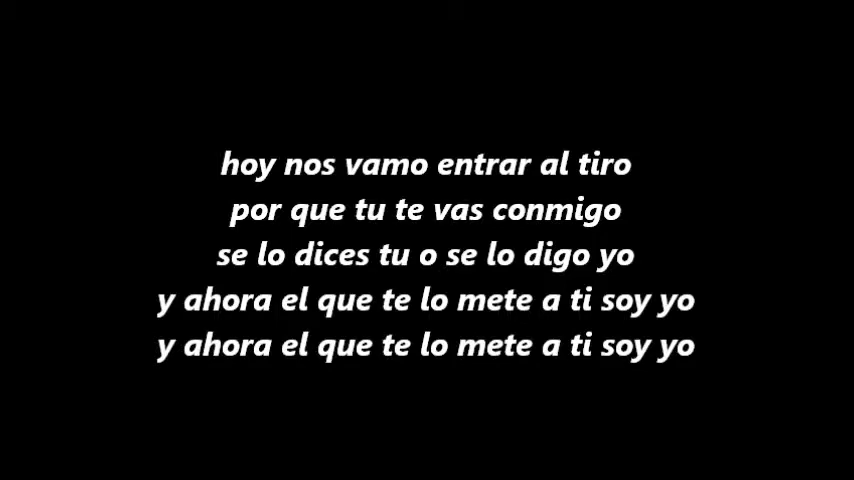 hoy nos vamo entrar al tiro
por que tu te vas conmigo
se lo dices tu o se lo digo yo
y ahora el que te lo mete a ti soy yo
y ahora el que te lo mete a ti soy yo